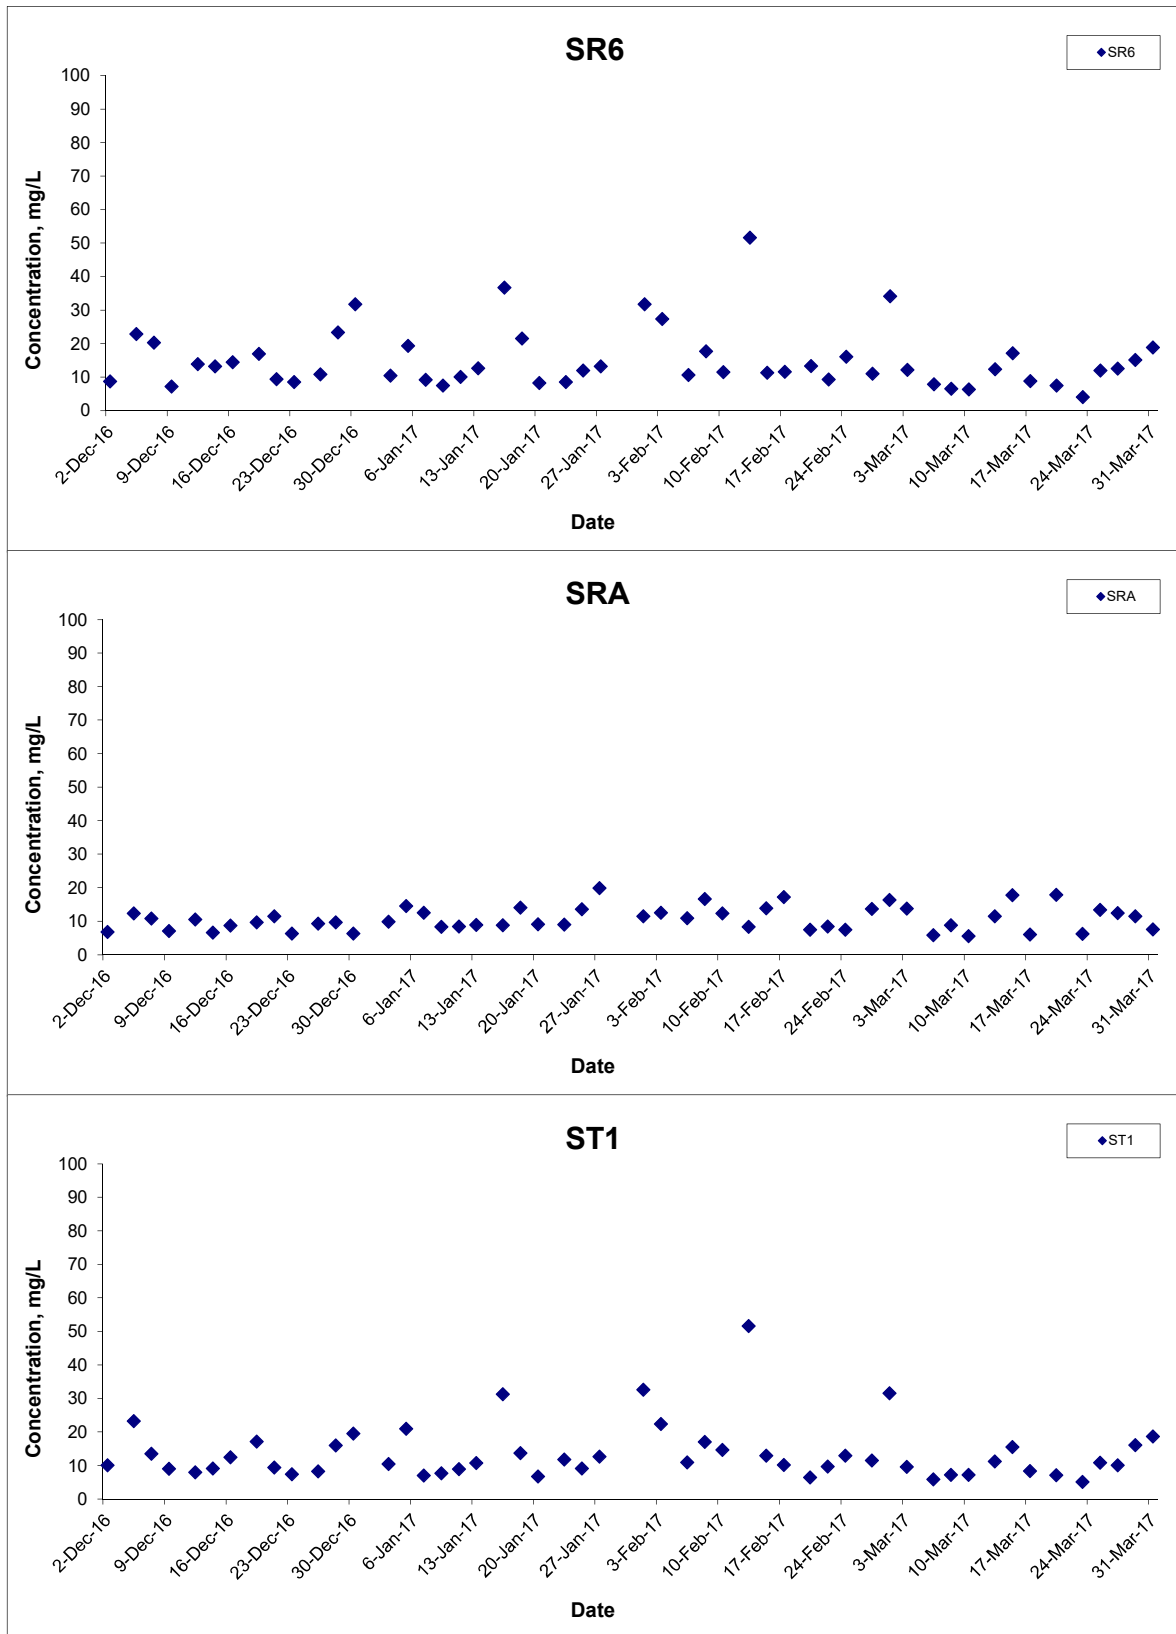 SR6
SR6
100
90
80
70
60
50
40
30
20
10
0
Concentration, mg/L
2-Dec-16
9-Dec-16
16-Dec-16
23-Dec-16
30-Dec-16
6-Jan-17
13-Jan-17
20-Jan-17
27-Jan-17
3-Feb-17
10-Feb-17
17-Feb-17
24-Feb-17
3-Mar-17
10-Mar-17
17-Mar-17
24-Mar-17
31-Mar-17
Date
SRA
SRA
100
90
80
70
60
50
40
30
20
10
0
Concentration, mg/L
2-Dec-16
9-Dec-16
16-Dec-16
23-Dec-16
30-Dec-16
6-Jan-17
13-Jan-17
20-Jan-17
27-Jan-17
3-Feb-17
10-Feb-17
17-Feb-17
24-Feb-17
3-Mar-17
10-Mar-17
17-Mar-17
24-Mar-17
31-Mar-17
Date
ST1
ST1
100
90
80
70
60
50
40
30
20
10
0
Concentration, mg/L
2-Dec-16
9-Dec-16
16-Dec-16
23-Dec-16
30-Dec-16
6-Jan-17
13-Jan-17
20-Jan-17
27-Jan-17
3-Feb-17
10-Feb-17
17-Feb-17
24-Feb-17
3-Mar-17
10-Mar-17
17-Mar-17
24-Mar-17
31-Mar-17
Date